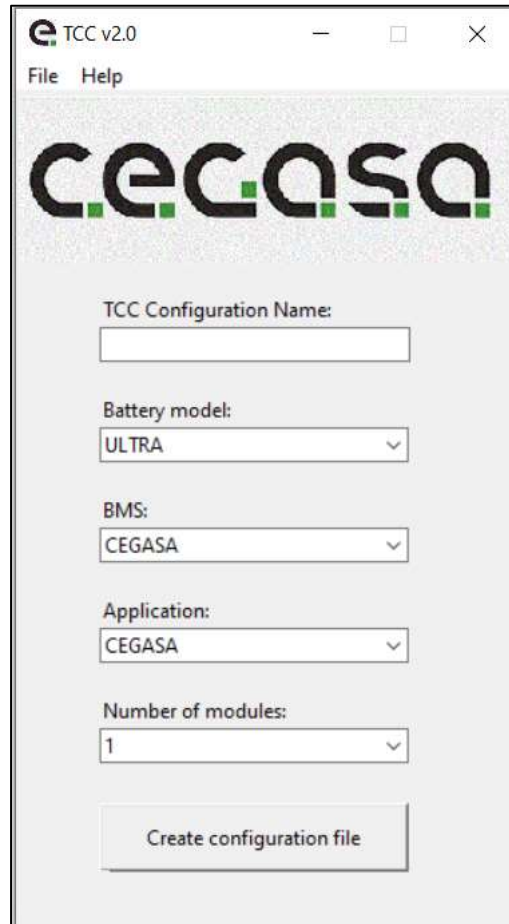 TCC v2.0
File Help
cegasa
TCC Configuration Name:
Battery model:
ULTRA
BMS:
CEGASA
Application:
CEGASA
Number of modules:
1
Create configuration file